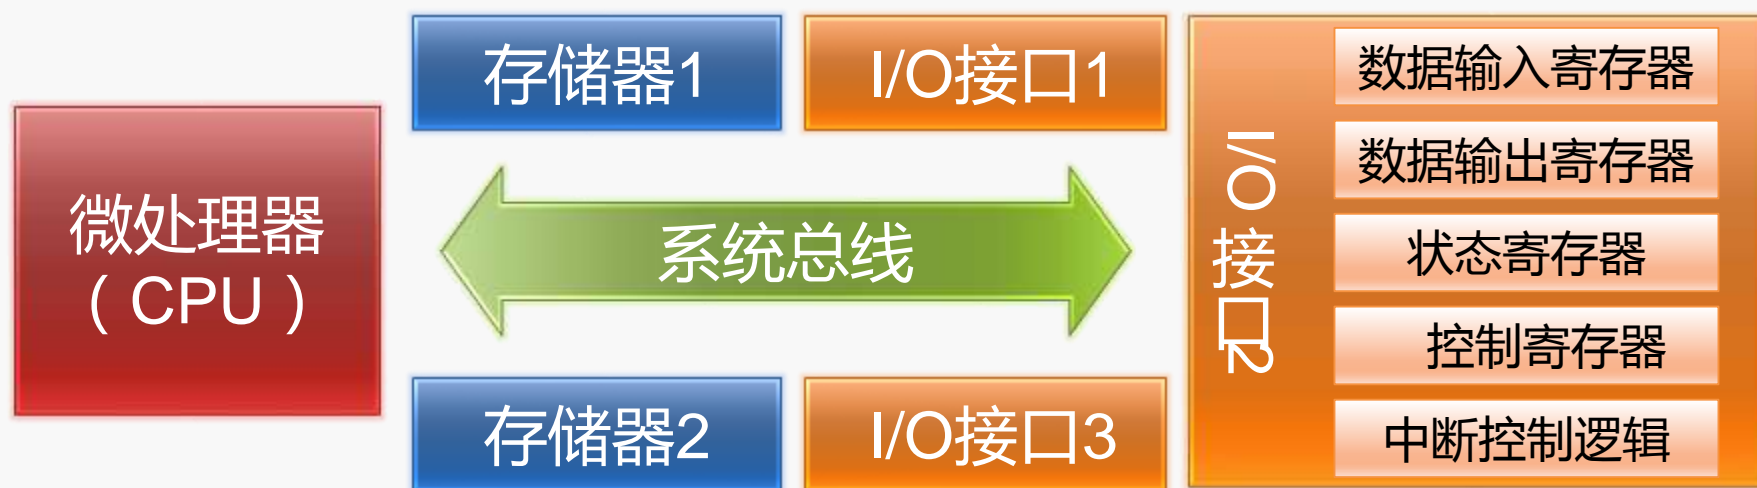 微处理器
（CPU）
存储器1
I/O接口1
系统总线
存储器2
I/O接口3
I/O接口2
数据输入寄存器
数据输出寄存器
状态寄存器
控制寄存器
中断控制逻辑